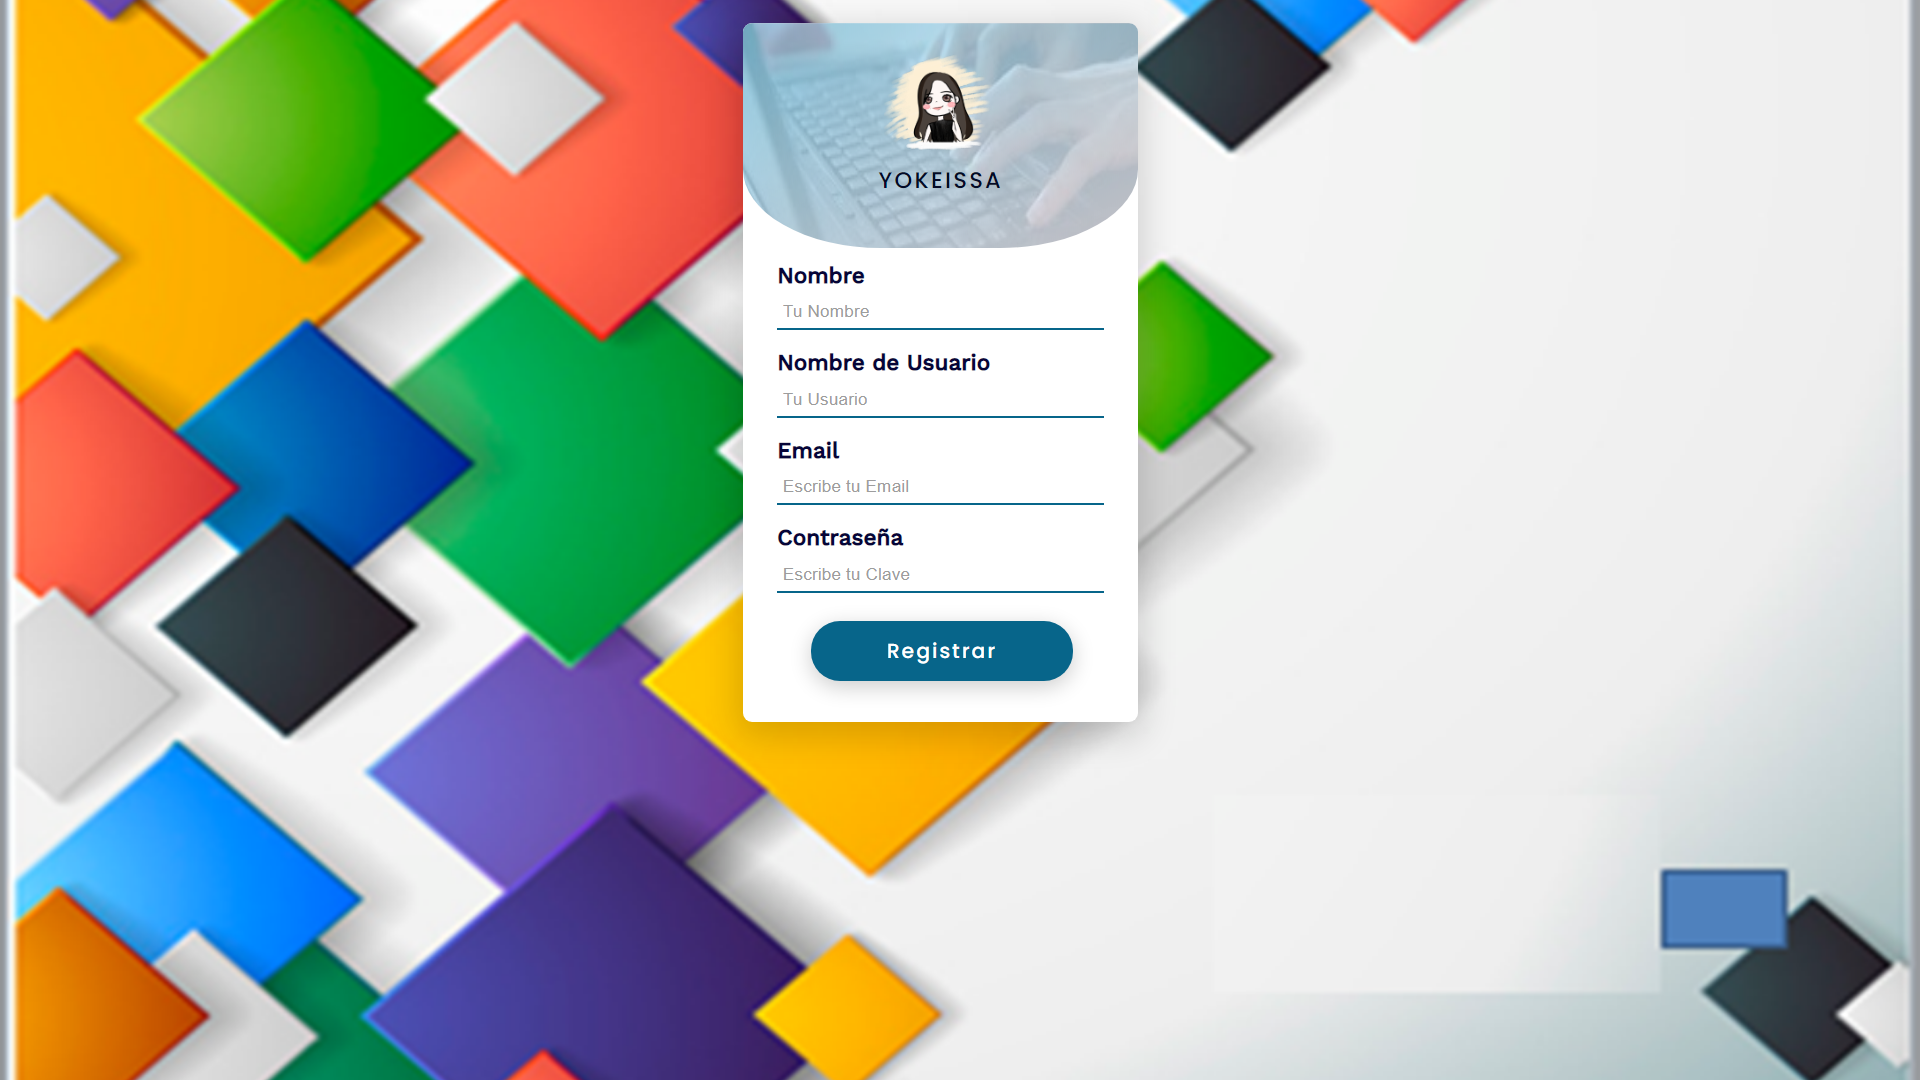 YOKEISSA
Nombre
Tu Nombre
Nombre de Usuario
Tu Usuario
Email
Escribe tu Email
Contraseña
Escribe tu Clave
Registrar